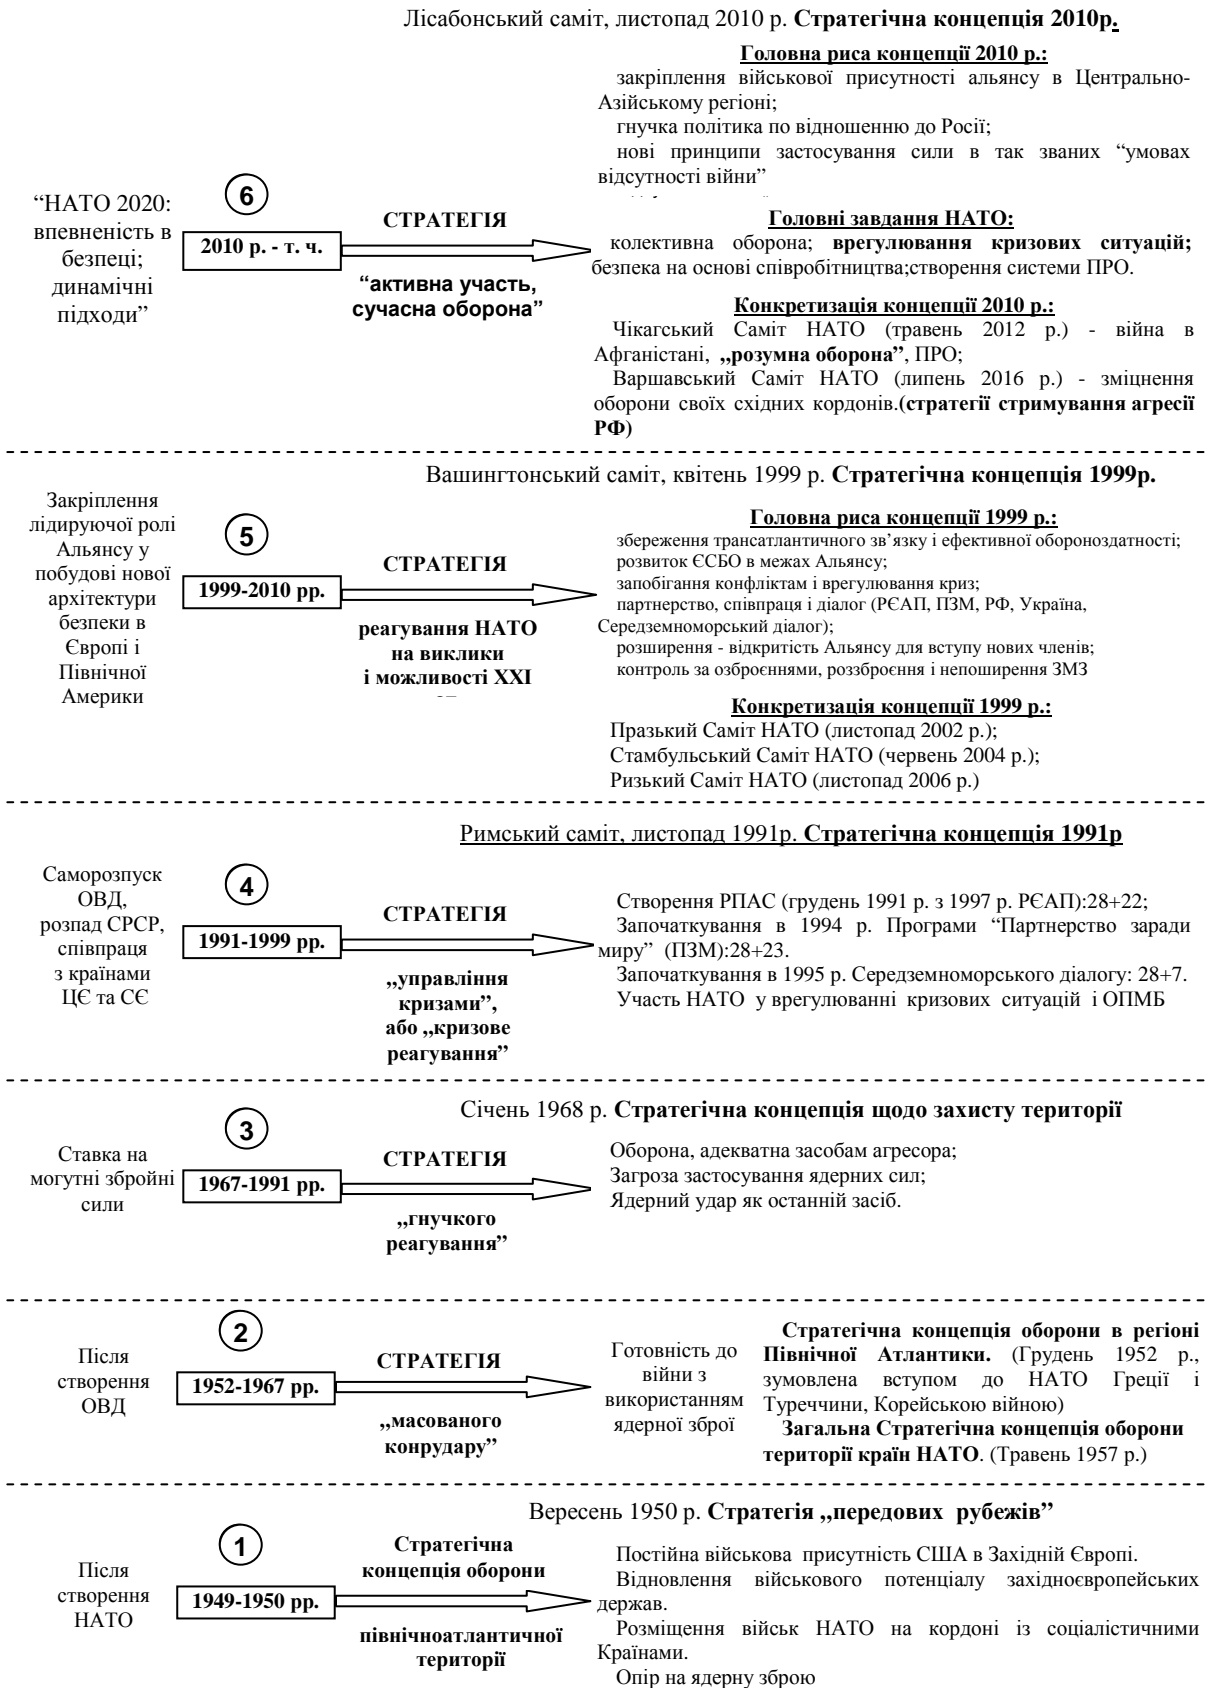 Лісабонський саміт, листопад 2010 р. Стратегічна концепція 2010р.
Головна риса концепції 2010 р.:
закріплення військової присутності альянсу в Центрально-
Азійському регіоні;
гнучка політика по відношенню до Росії;
нові принципи застосування сили в так званих “умовах
відсутності війни”
“НАТО 2020:
впевненість в
безпеці;
динамічні
підходи”
6
2010 р. - т. ч.
СТРАТЕГІЯ
“активна участь,
сучасна оборона”
Головні завдання НАТО:
колективна оборона; врегулювання кризових ситуацій;
безпека на основі співробітництва;створення системи ПРО.
Конкретизація концепції 2010 р.:
Чікагський Саміт НАТО (травень 2012 р.) - війна в
Афганістані, „розумна оборона”, ПРО;
Варшавський Саміт НАТО (липень 2016 р.) - зміцнення
оборони своїх східних кордонів.(стратегії стримування агресії
РФ)
Вашингтонський саміт, квітень 1999 р. Стратегічна концепція 1999р.
Закріплення
лідируючої ролі
Альянсу у
побудові нової
архітектури
безпеки в
Європі і
Північної
Америки
5
1999-2010 рр.
СТРАТЕГІЯ
реагування НАТО
на виклики
і можливості ХХІ
Головна риса концепції 1999 р.:
збереження трансатлантичного зв’язку і ефективної обороноздатності;
розвиток ЄСБО в межах Альянсу;
запобігання конфліктам і врегулювання криз;
партнерство, співпраця і діалог (РЄАП, ПЗМ, РФ, Україна,
Середземноморський діалог);
розширення - відкритість Альянсу для вступу нових членів;
контроль за озброєннями, роззброєння і непоширення ЗМЗ
Конкретизація концепції 1999 р.:
Празький Саміт НАТО (листопад 2002 р.);
Стамбульський Саміт НАТО (червень 2004 р.);
Ризький Саміт НАТО (листопад 2006 р.)
Римський саміт, листопад 1991р. Стратегічна концепція 1991р
Саморозпуск
ОВД,
розпад СРСР,
співпраця
з країнами
ЦЄ та СЄ
4
1991-1999 рр.
СТРАТЕГІЯ
„управління
кризами”,
або „кризове
реагування”
Створення РПАС (грудень 1991 р. з 1997 р. РЄАП):28+22;
Започаткування в 1994 р. Програми “Партнерство заради
миру” (ПЗМ):28+23.
Започаткування в 1995 р. Середземноморського діалогу: 28+7.
Участь НАТО у врегулюванні кризових ситуацій і ОПМБ
Січень 1968 р. Стратегічна концепція щодо захисту території
Ставка на
могутні збройні
сили
3
1967-1991 рр.
СТРАТЕГІЯ
„гнучкого
реагування”
Оборона, адекватна засобам агресора;
Загроза застосування ядерних сил;
Ядерний удар як останній засіб.
Після
створення
ОВД
2
1952-1967 рр.
СТРАТЕГІЯ
„масованого
конрудару”
Готовність до
війни з
використанням
ядерної зброї
Стратегічна концепція оборони в регіоні
Північної Атлантики. (Грудень 1952 р.,
зумовлена вступом до НАТО Греції і
Туреччини, Корейською війною)
Загальна Стратегічна концепція оборони
території країн НАТО. (Травень 1957 р.)
Вересень 1950 р. Стратегія „передових рубежів”
Після
створення
НАТО
1
1949-1950 рр.
Стратегічна
концепція оборони
північноатлантичної
території
Постійна військова присутність США в Західній Європі.
Відновлення військового потенціалу західноєвропейських
держав.
Розміщення військ НАТО на кордоні із соціалістичними
Країнами.
Опір на ядерну зброю